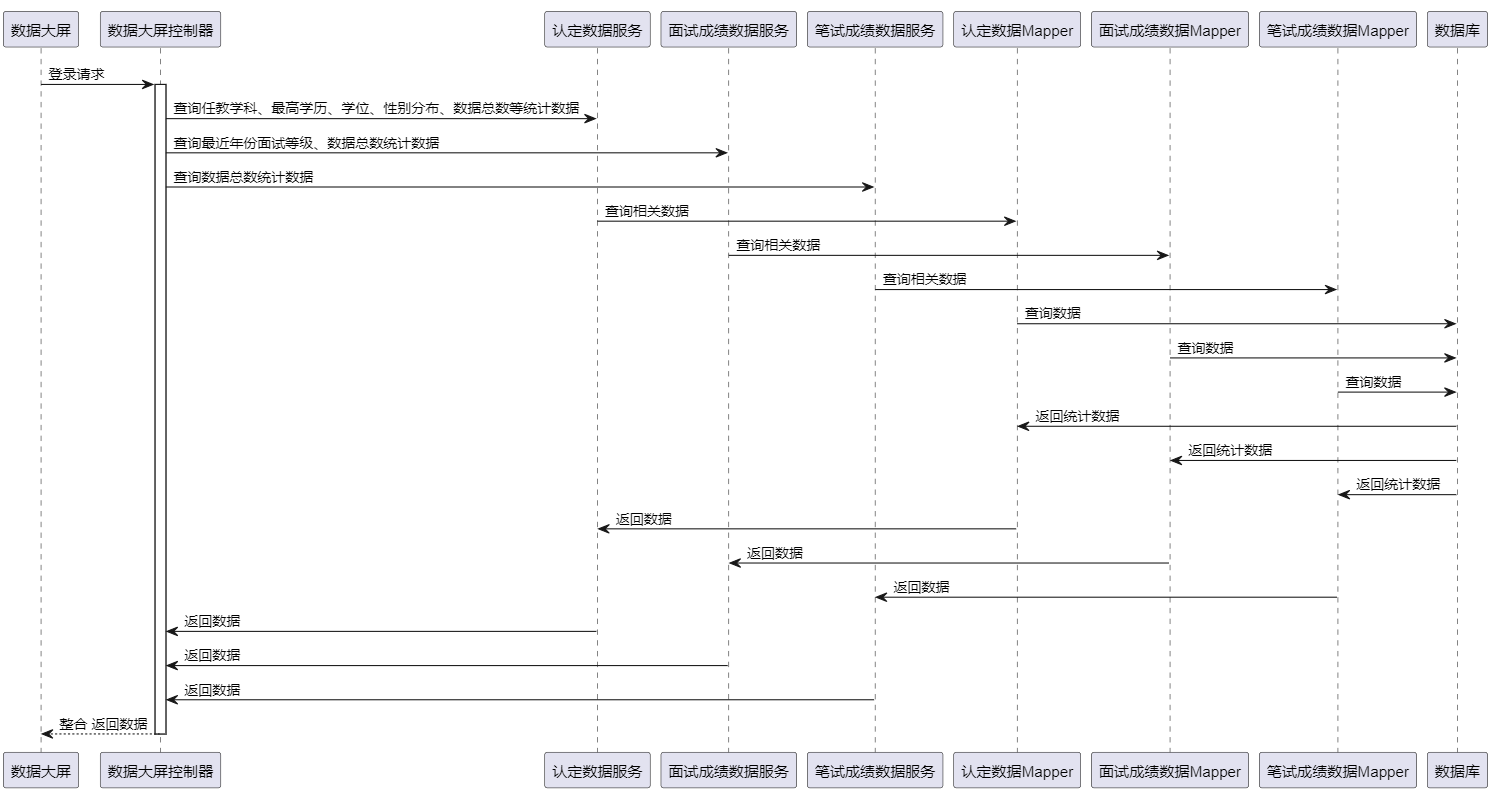 数据大屏
数据大屏控制器
认定数据服务
面试成绩数据服务
笔试成绩数据服务
认定数据Mapper
面试成绩数据Mapper
笔试成绩数据Mapper
数据库
登录请求
查询任教学科、最高学历、学位、性别分布、数据总数等统计数据
查询最近年份面试等级、数据总数统计数据
查询数据总数统计数据
查询相关数据
查询相关数据
查询相关数据
查询数据
查询数据
查询数据
返回统计数据
返回统计数据
返回统计数据
返回数据
返回数据
返回数据
返回数据
返回数据
返回数据
整合 返回数据
数据大屏
数据大屏控制器
认定数据服务
面试成绩数据服务
笔试成绩数据服务
认定数据Mapper
面试成绩数据Mapper
笔试成绩数据Mapper
数据库